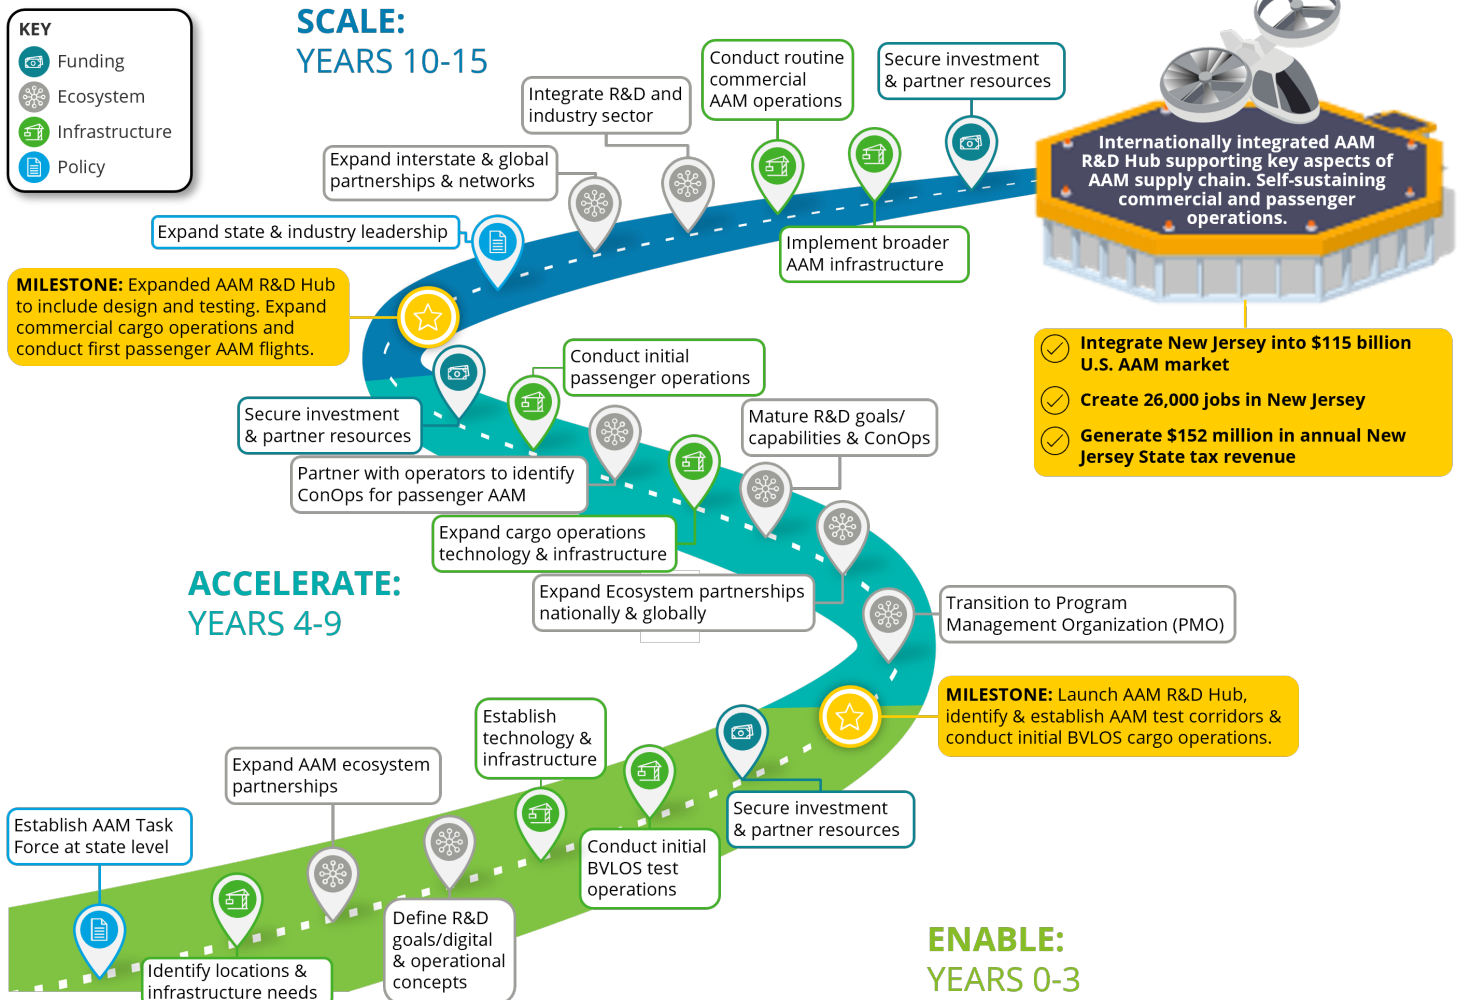 KEY
Funding
Ecosystem
Infrastructure
Policy
SCALE:
YEARS 10-15
Conduct routine
commercial
AAM operations
Secure investment
& partner resources
Integrate R&D and
industry sector
Expand interstate & global
partnerships & networks
Expand state & industry leadership
Implement broader
AAM infrastructure
Internationally integrated AAM
R&D Hub supporting key aspects of
AAM supply chain. Self-sustaining
commercial and passenger
operations.
MILESTONE: Expanded AAM R&D Hub
to include design and testing. Expand
commercial cargo operations and
conduct first passenger AAM flights.
Integrate New Jersey into $115 billion
U.S. AAM market
Create 26,000 jobs in New Jersey
Generate $152 million in annual New
Jersey State tax revenue
Conduct initial
passenger operations
Secure investment
& partner resources
Mature R&D goals/
capabilities & ConOps
Partner with operators to identify
ConOps for passenger AAM
Expand cargo operations
technology & infrastructure
ACCELERATE:
YEARS 4-9
Expand Ecosystem partnerships
nationally & globally
Transition to Program
Management Organization (PMO)
MILESTONE: Launch AAM R&D Hub,
identify & establish AAM test corridors &
conduct initial BVLOS cargo operations.
Establish
technology &
infrastructure
Expand AAM ecosystem
partnerships
Secure investment
& partner resources
Establish AAM Task
Force at state level
Conduct initial
BVLOS test
operations
Define R&D
goals/digital
& operational
concepts
Identify locations &
infrastructure needs
ENABLE:
YEARS 0-3